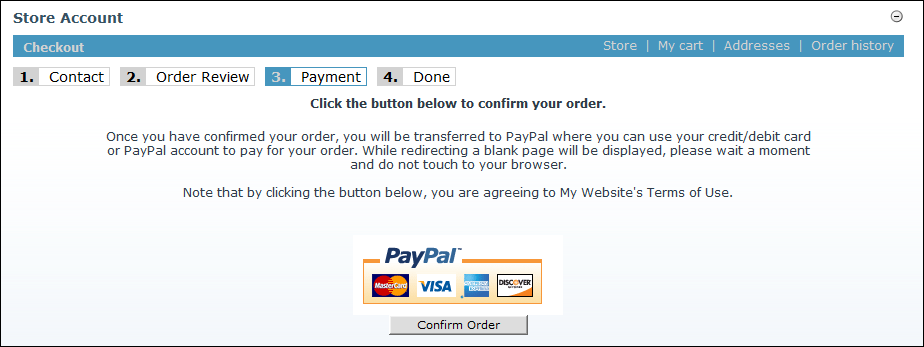 Store Account
Checkout
Store | My cart | Addresses | Order history
1. Contact 2. Order Review 3. Payment 4. Done
Click the button below to confirm your order.
Once you have confirmed your order, you will be transferred to PayPal where you can use your credit/debit card
or PayPal account to pay for your order. While redirecting a blank page will be displayed, please wait a moment
and do not touch to your browser.
Note that by clicking the button below, you are agreeing to My Website's Terms of Use.
PayPal™
MasterCard VISA AMERICAN EXPRESS DISCOVER NETWORK
Confirm Order